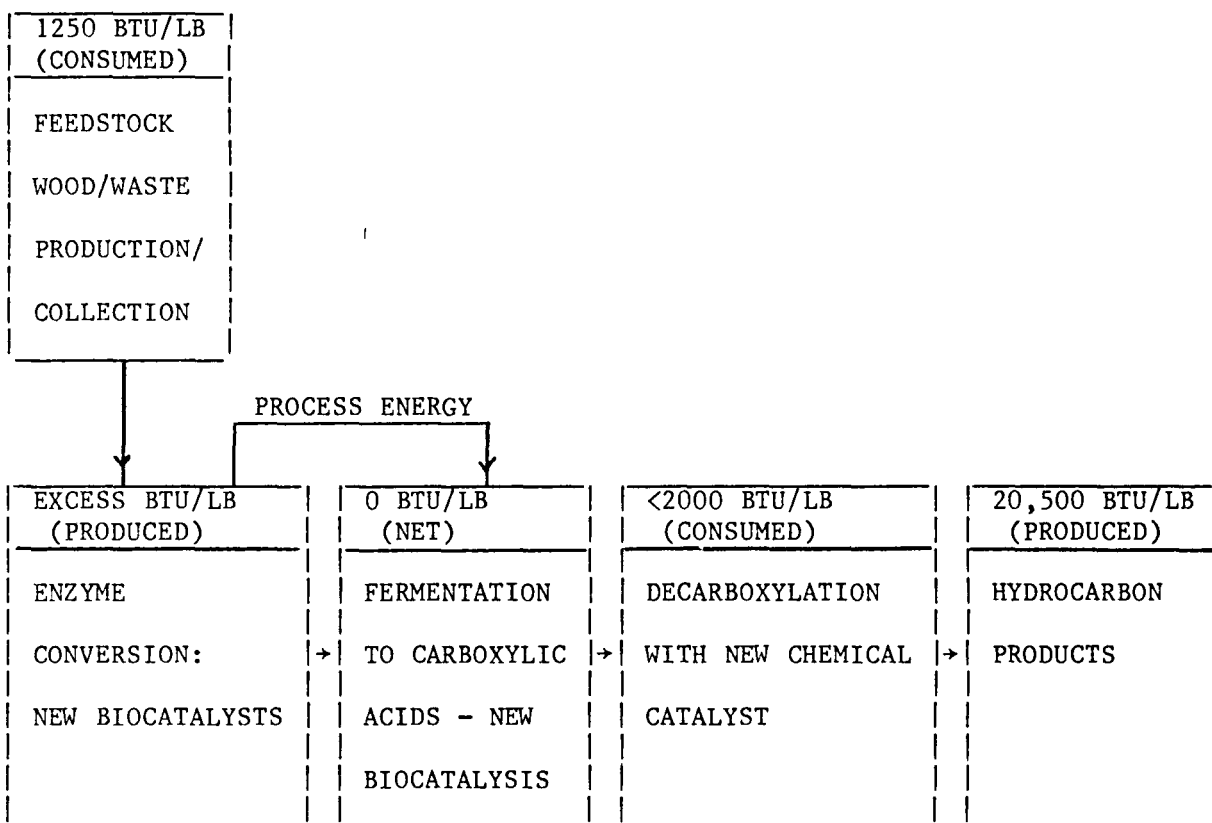 1250 BTU/LB
(CONSUMED)
FEEDSTOCK
WOOD/WASTE
PRODUCTION/
COLLECTION
PROCESS ENERGY
EXCESS BTU/LB
(PRODUCED)
ENZYME
CONVERSION:
NEW BIOCATALYSTS
0 BTU/LB
(NET)
FERMENTATION
TO CARBOXYLIC
ACIDS - NEW
BIOCATALYSIS
<2000 BTU/LB
(CONSUMED)
DECARBOXYLATION
WITH NEW CHEMICAL
CATALYST
20,500 BTU/LB
(PRODUCED)
HYDROCARBON
PRODUCTS